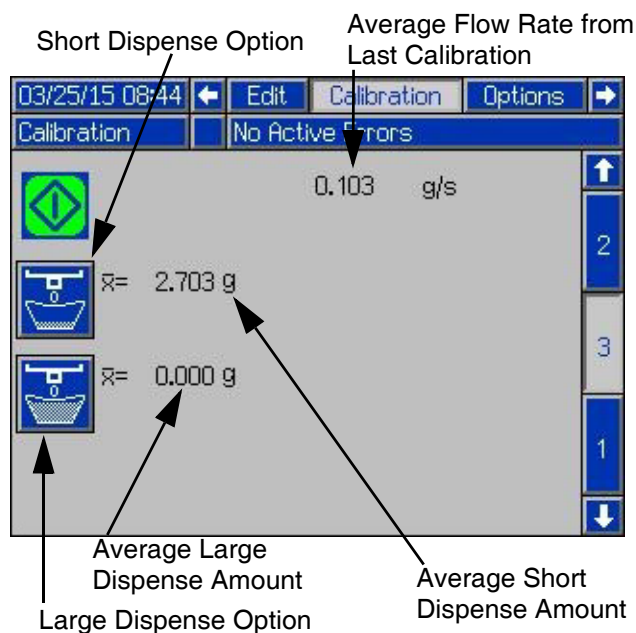 Short Dispense Option
Average Flow Rate from
Last Calibration
03/25/15 08:44 Edit Calibration Options
Calibration No Active Errors
0.103 g/s
2
x̄= 2.703 g
3
x̄= 0.000 g
1
Average Large
Dispense Amount
Average Short
Dispense Amount
Large Dispense Option